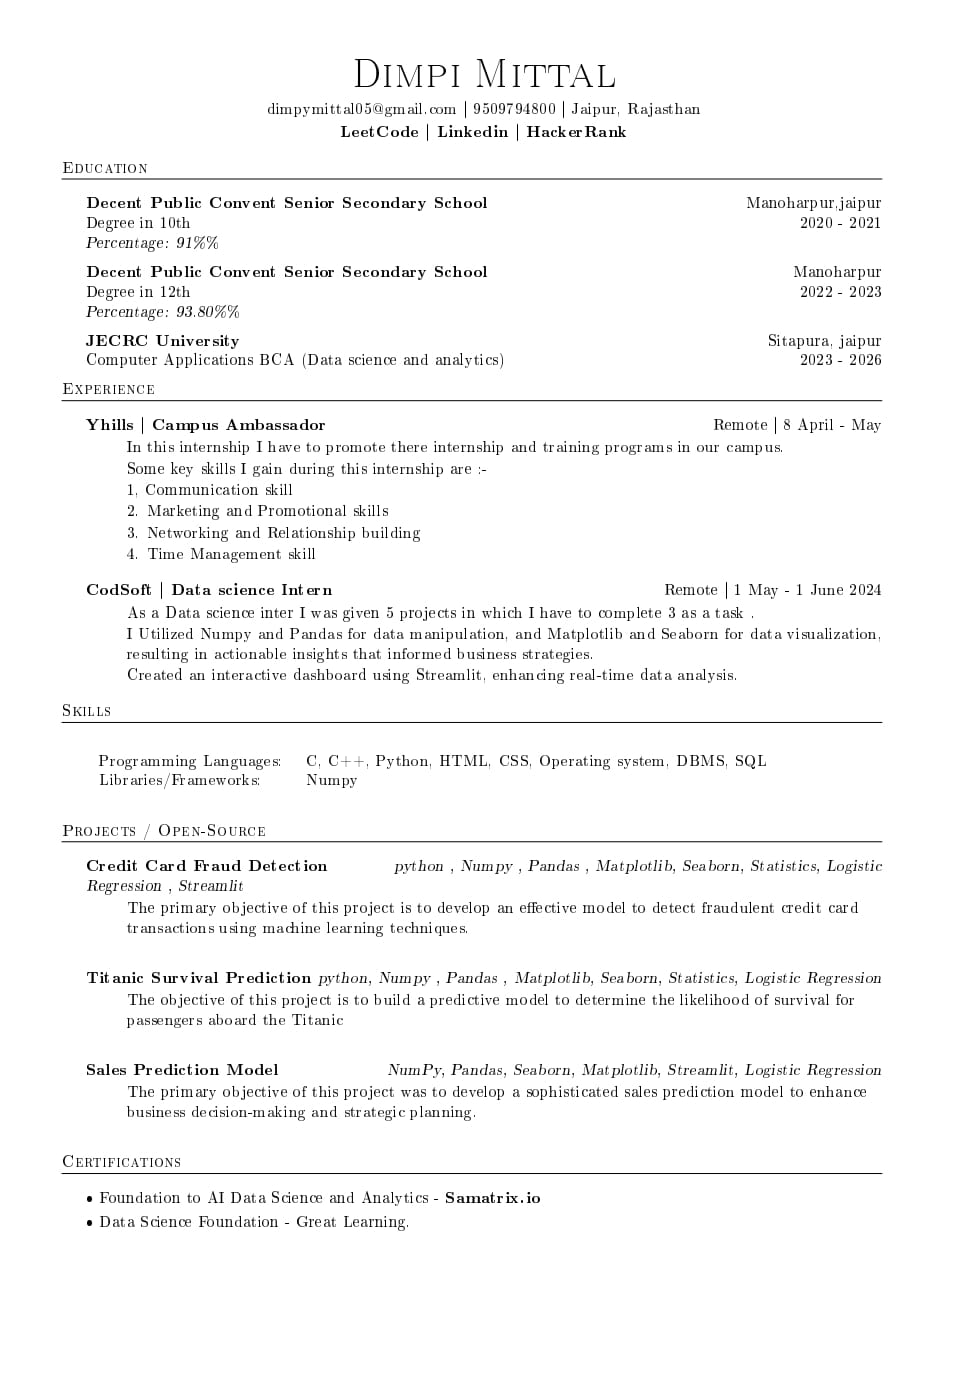 Dimpi Mittal
dimpymittal05@gmail.com | 9509794800 | Jaipur, Rajasthan
LeetCode | Linkedin | HackerRank
Education
Decent Public Convent Senior Secondary School Manoharpur,jaipur
Degree in 10th 2020 - 2021
Percentage: 91%%
Decent Public Convent Senior Secondary School Manoharpur
Degree in 12th 2022 - 2023
Percentage: 93.80%%
JECRC University Sitapura, jaipur
Computer Applications BCA (Data science and analytics) 2023 - 2026
Experience
Yhills | Campus Ambassador Remote | 8 April - May
In this internship I have to promote there internship and training programs in our campus.
Some key skills I gain during this internship are :-
1, Communication skill
2. Marketing and Promotional skills
3. Networking and Relationship building
4. Time Management skill
CodSoft | Data science Intern Remote | 1 May - 1 June 2024
As a Data science inter I was given 5 projects in which I have to complete 3 as a task .
I Utilized Numpy and Pandas for data manipulation, and Matplotlib and Seaborn for data visualization,
resulting in actionable insights that informed business strategies.
Created an interactive dashboard using Streamlit, enhancing real-time data analysis.
Skills
Programming Languages: C, C++, Python, HTML, CSS, Operating system, DBMS, SQL
Libraries/Frameworks: Numpy
Projects / Open-Source
Credit Card Fraud Detection python , Numpy , Pandas , Matplotlib, Seaborn, Statistics, Logistic
Regression , Streamlit
The primary objective of this project is to develop an effective model to detect fraudulent credit card
transactions using machine learning techniques.
Titanic Survival Prediction python, Numpy , Pandas , Matplotlib, Seaborn, Statistics, Logistic Regression
The objective of this project is to build a predictive model to determine the likelihood of survival for
passengers aboard the Titanic
Sales Prediction Model NumPy, Pandas, Seaborn, Matplotlib, Streamlit, Logistic Regression
The primary objective of this project was to develop a sophisticated sales prediction model to enhance
business decision-making and strategic planning.
Certifications
• Foundation to AI Data Science and Analytics - Samatrix.io
• Data Science Foundation - Great Learning.